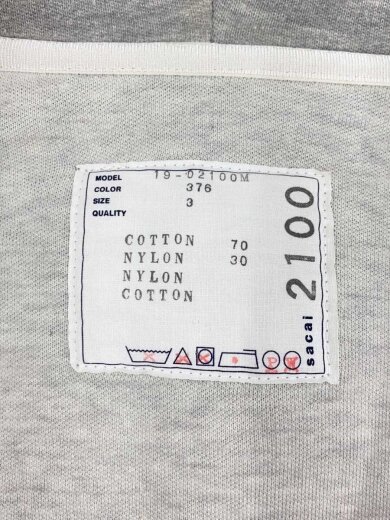 MODEL 19-02100M
COLOR 376
SIZE 3
QUALITY
COTTON 70
NYLON 30
NYLON
COTTON
sacai 2100